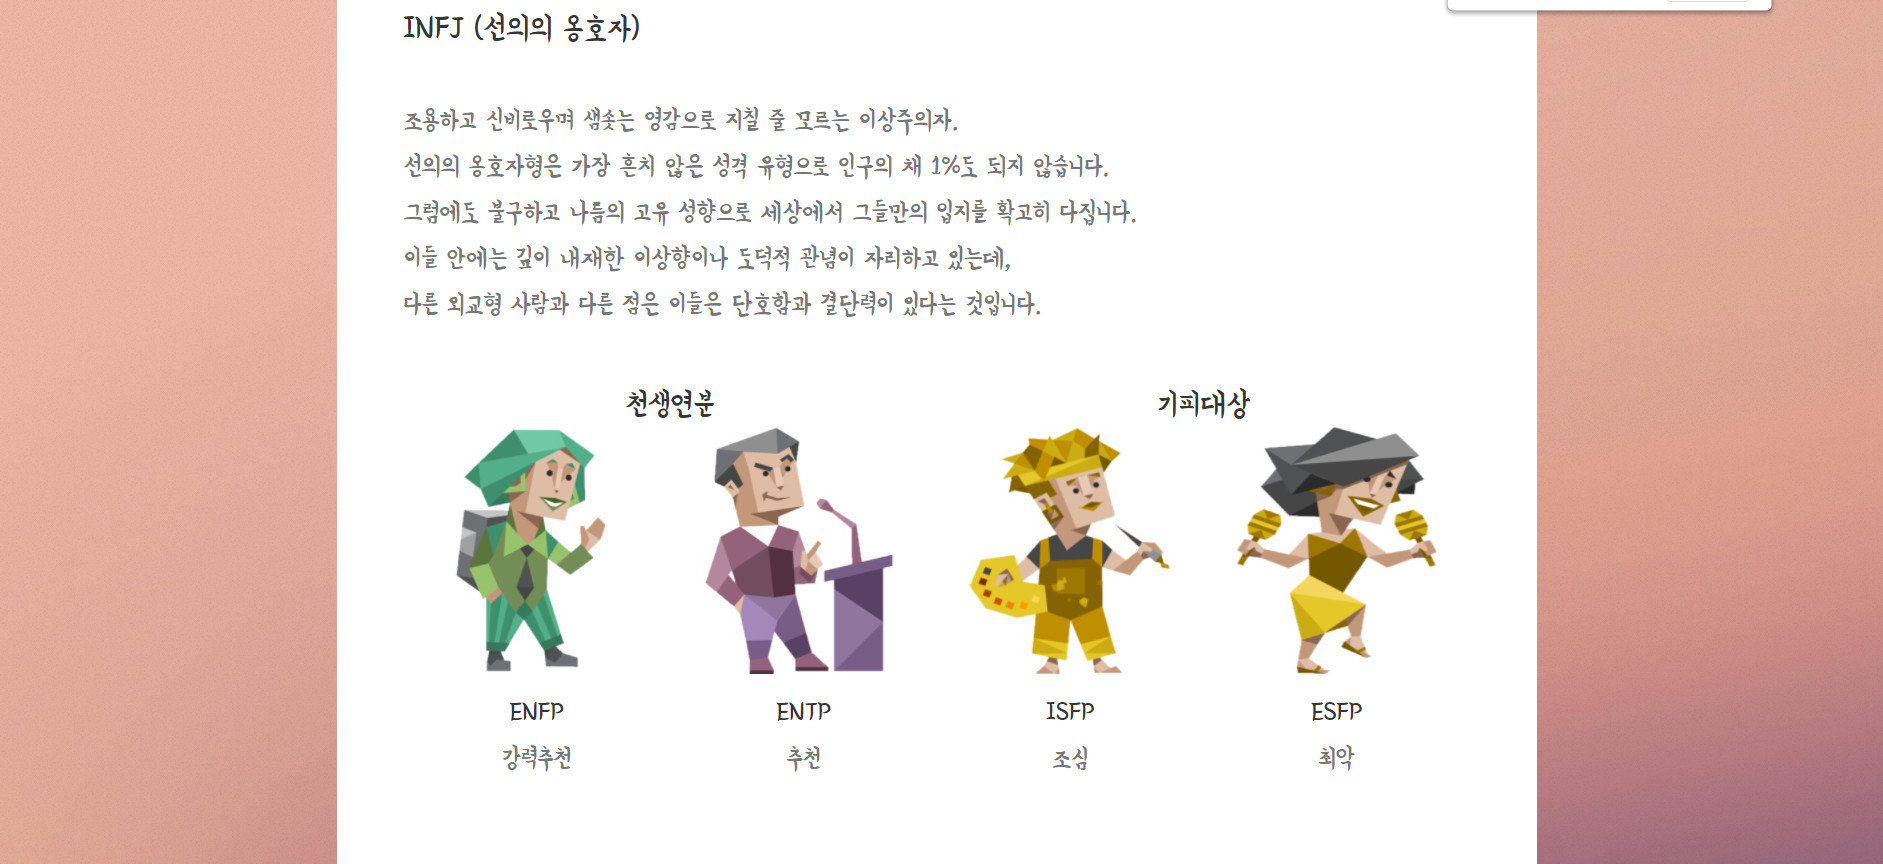 INFJ (선의의 옹호자)
조용하고 신비로우며 샘솟는 영감으로 지칠 줄 모르는 이상주의자.
선의의 옹호자형은 가장 흔치 않은 성격 유형으로 인구의 채 1%도 되지 않습니다.
그럼에도 불구하고 나름의 고유 성향으로 세상에서 그들만의 입지를 확고히 다집니다.
이들 안에는 깊이 내재한 이상향이나 도덕적 관념이 자리하고 있는데,
다른 외교형 사람과 다른 점은 이들은 단호함과 결단력이 있다는 것입니다.
천생연분
기피대상
ENFP
ENTP
ISFP
ESFP
강력추천
추천
조심
최악